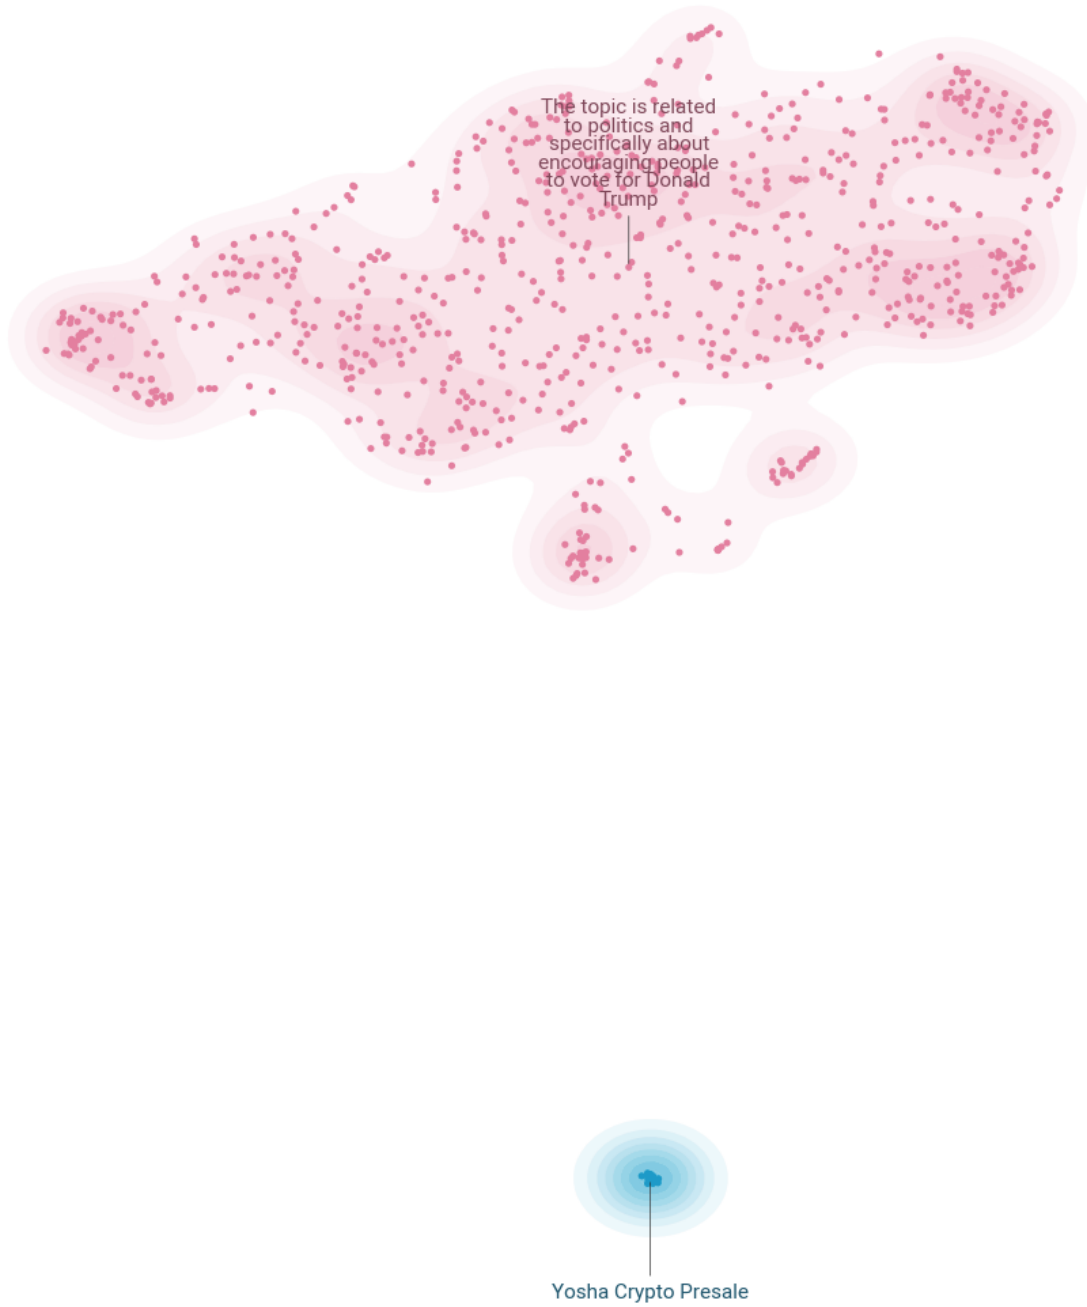 The topic is related
to politics and
specifically about
encouraging people
to vote for Donald
Trump
Yosha Crypto Presale